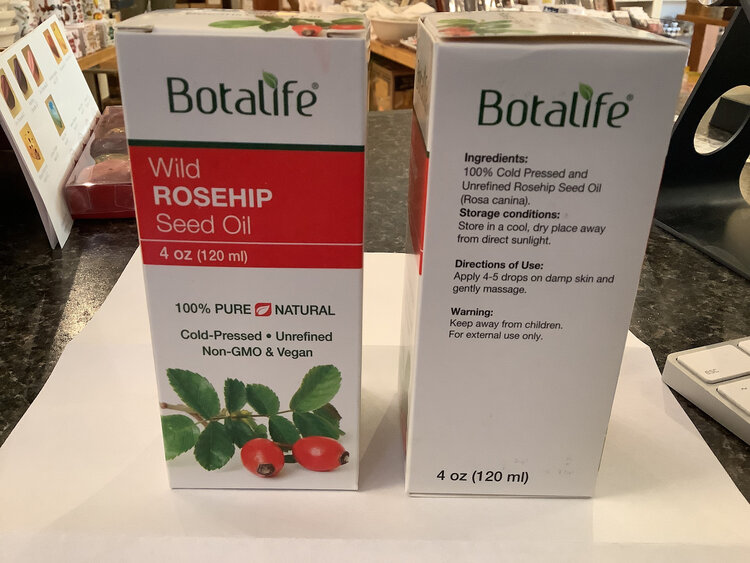 Botalife®
Wild
ROSEHIP
Seed Oil
4 oz (120 ml)
100% PURE NATURAL
Cold-Pressed • Unrefined
Non-GMO & Vegan
Botalife®
Ingredients:
100% Cold Pressed and
Unrefined Rosehip Seed Oil
(Rosa canina).
Storage conditions:
Store in a cool, dry place away
from direct sunlight.
Directions of Use:
Apply 4-5 drops on damp skin and
gently massage.
Warning:
Keep away from children.
For external use only.
4 oz (120 ml)
esc